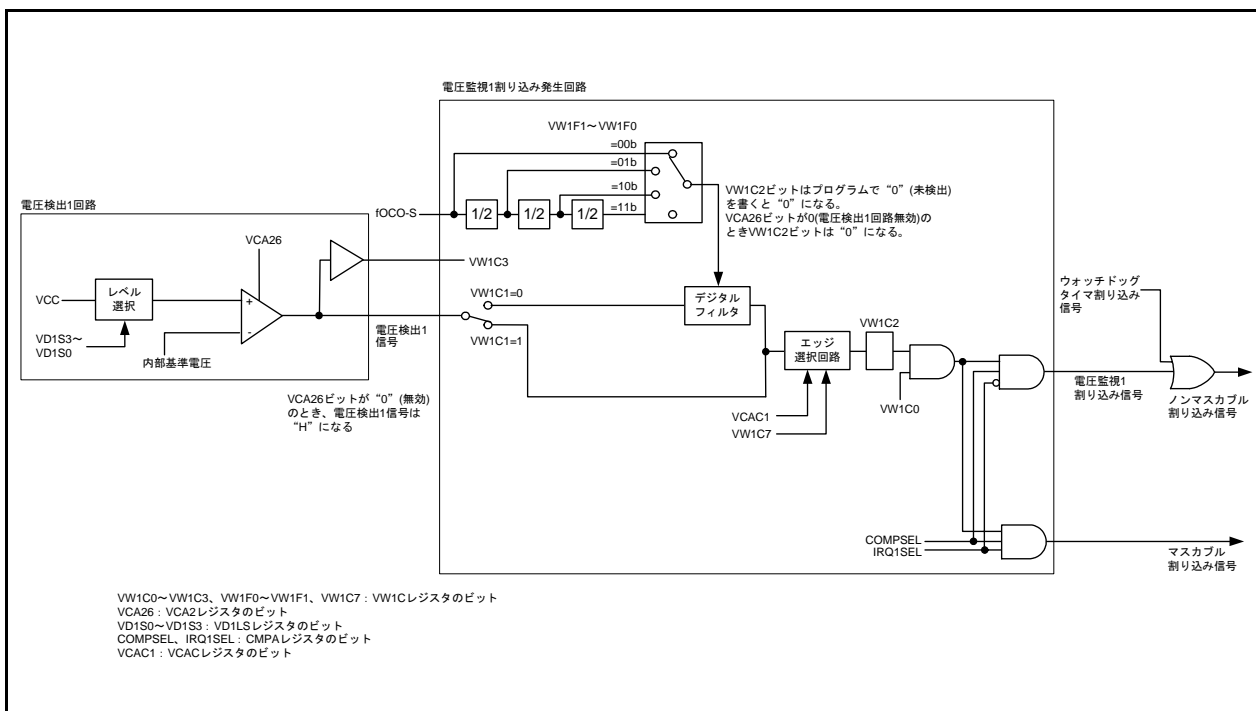 電圧監視1割り込み発生回路
VW1F1～VW1F0
=00b
=01b
=10b
=11b
fOCO-S
1/2
1/2
1/2
VW1C2ビットはプログラムで“0”(未検出)
を書くと“0”になる。
VCA26ビットが0(電圧検出1回路無効)の
ときVW1C2ビットは“0”になる。
電圧検出1回路
VCA26
VCC
レベル
選択
+
-
VD1S3～
VD1S0
内部基準電圧
VW1C3
VW1C1=0
VW1C1=1
電圧検出1
信号
デジタル
フィルタ
エッジ
選択回路
VW1C2
VW1C0
VCAC1
VW1C7
ウォッチドッグ
タイマ割り込み
信号
電圧監視1
割り込み信号
ノンマスカブル
割り込み信号
VCA26ビットが“0”(無効)
のとき、電圧検出1信号は
“H”になる
COMPSEL
IRQ1SEL
マスカブル
割り込み信号
VW1C0～VW1C3、VW1F0～VW1F1、VW1C7：VW1Cレジスタのビット
VCA26：VCA2レジスタのビット
VD1S0～VD1S3：VD1LSレジスタのビット
COMPSEL、IRQ1SEL：CMPAレジスタのビット
VCAC1：VCACレジスタのビット